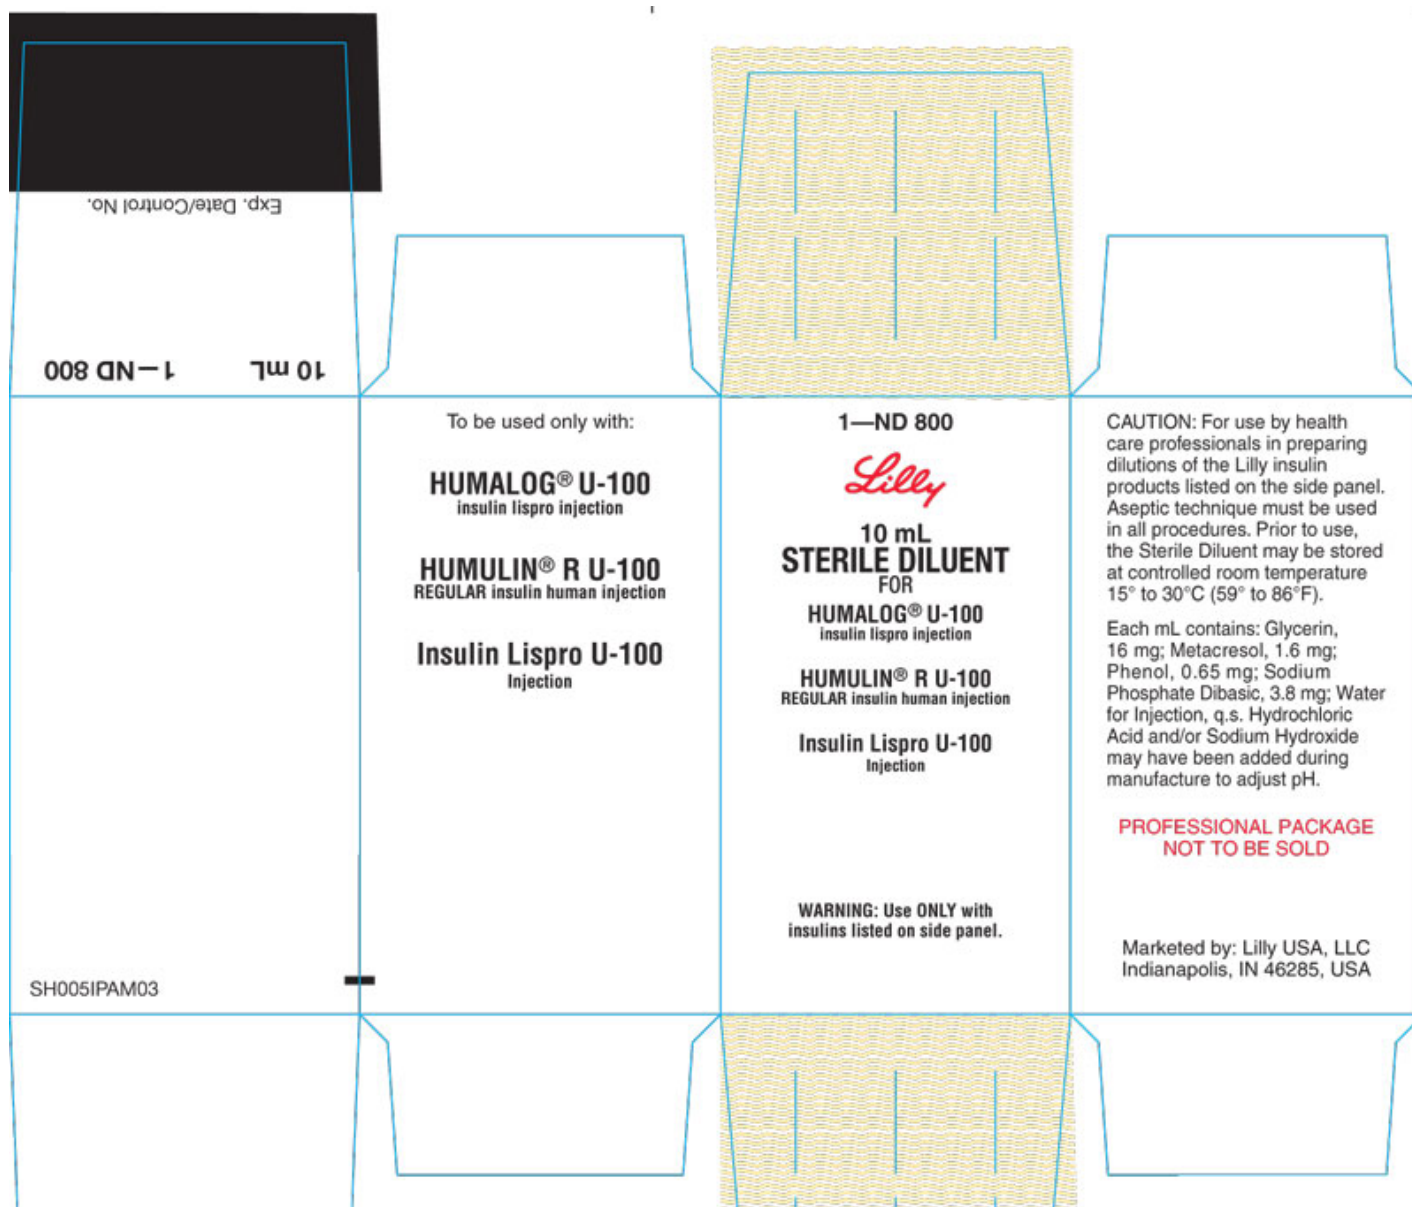 Exp. Date/Control No.
1—ND 800 10 mL
SH005IPAM03
To be used only with:
HUMALOG® U-100
insulin lispro injection
HUMULIN® R U-100
REGULAR insulin human injection
Insulin Lispro U-100
Injection
1—ND 800
Lilly
10 mL
STERILE DILUENT
FOR
HUMALOG® U-100
insulin lispro injection
HUMULIN® R U-100
REGULAR insulin human injection
Insulin Lispro U-100
Injection
WARNING: Use ONLY with
insulins listed on side panel.
CAUTION: For use by health
care professionals in preparing
dilutions of the Lilly insulin
products listed on the side panel.
Aseptic technique must be used
in all procedures. Prior to use,
the Sterile Diluent may be stored
at controlled room temperature
15° to 30°C (59° to 86°F).
Each mL contains: Glycerin,
16 mg; Metacresol, 1.6 mg;
Phenol, 0.65 mg; Sodium
Phosphate Dibasic, 3.8 mg; Water
for Injection, q.s. Hydrochloric
Acid and/or Sodium Hydroxide
may have been added during
manufacture to adjust pH.
PROFESSIONAL PACKAGE
NOT TO BE SOLD
Marketed by: Lilly USA, LLC
Indianapolis, IN 46285, USA